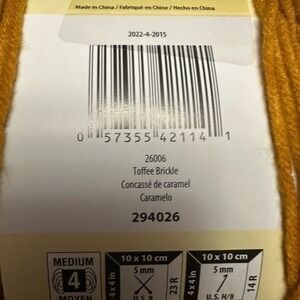 Made in China / Fabriqué en Chine / Hecho en China
2022-4-2015
0 57355 42114 1
26006
Toffee Brickle
Concassé de caramel
Caramelo
294026
MEDIUM
4
MOYEN
10 x 10 cm
4 x 4 in
5 mm
U.S. 8
23 R
10 x 10 cm
4 x 4 in
5 mm
U.S. H/8
14 R